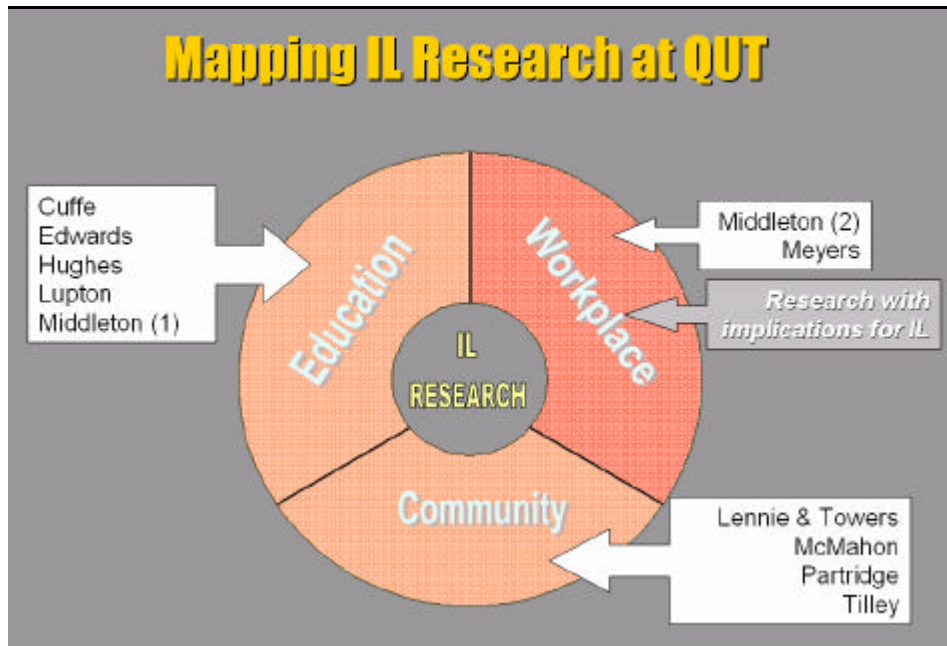 Mapping IL Research at QUT
Cuffe
Edwards
Hughes
Lupton
Middleton (1)
Education
Workplace
Middleton (2)
Meyers
Research with
implications for IL
IL
RESEARCH
Community
Lennie & Towers
McMahon
Partridge
Tilley